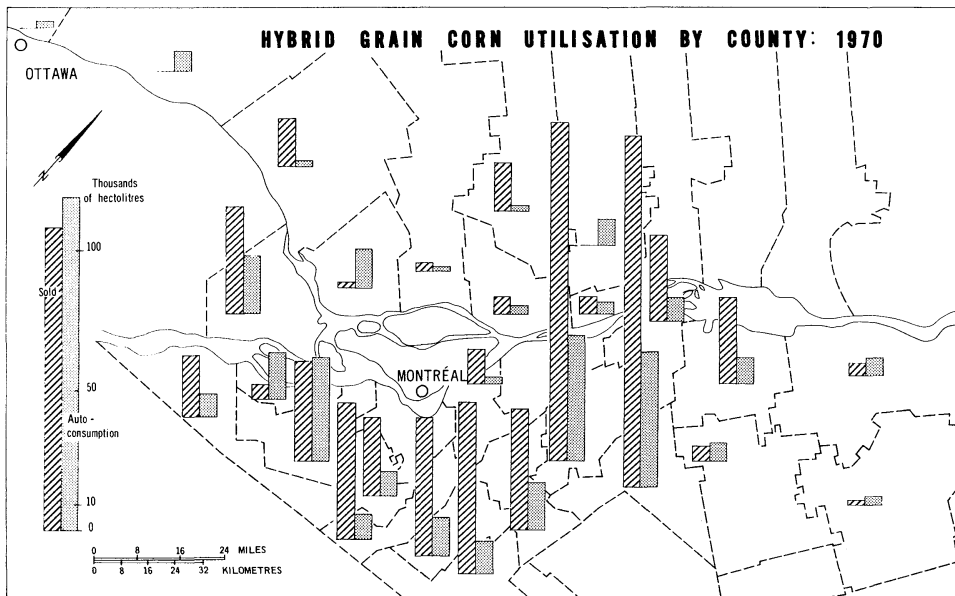 HYBRID GRAIN CORN UTILISATION BY COUNTY: 1970
OTTAWA
N
Thousands
of hectolitres
100
Sold
50
Auto-
consumption
10
0
MONTRÉAL
0 8 16 24 MILES
0 8 16 24 32 KILOMETRES